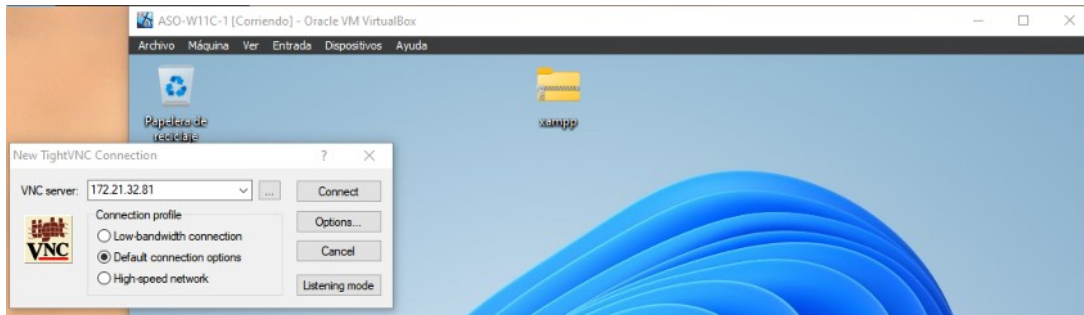 ASO-W11C-1 [Corriendo] - Oracle VM VirtualBox
Archivo Máquina Ver Entrada Dispositivos Ayuda
Papelera de
reciclaje
xampp
New TightVNC Connection ? ×
VNC server: 172.21.32.81 ... Connect
Connection profile
Low-bandwidth connection
Default connection options
High-speed network
Options...
Cancel
Listening mode
tight
VNC